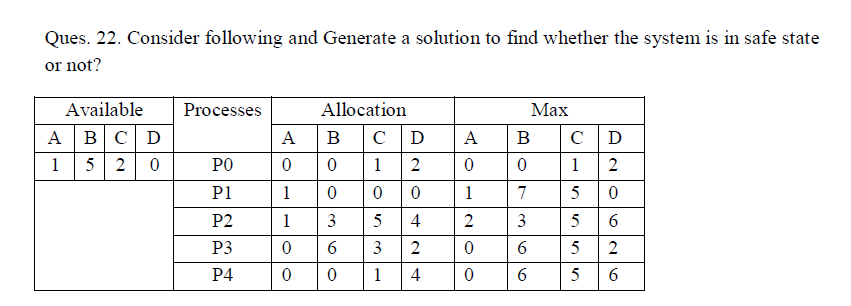 Ques. 22. Consider following and Generate a solution to find whether the system is in safe state
or not?
Available Processes Allocation Max
A B C D A B C D A B C D
1 5 2 0 P0 0 0 1 2 0 0 1 2
P1 1 0 0 0 1 7 5 0
P2 1 3 5 4 2 3 5 6
P3 0 6 3 2 0 6 5 2
P4 0 0 1 4 0 6 5 6